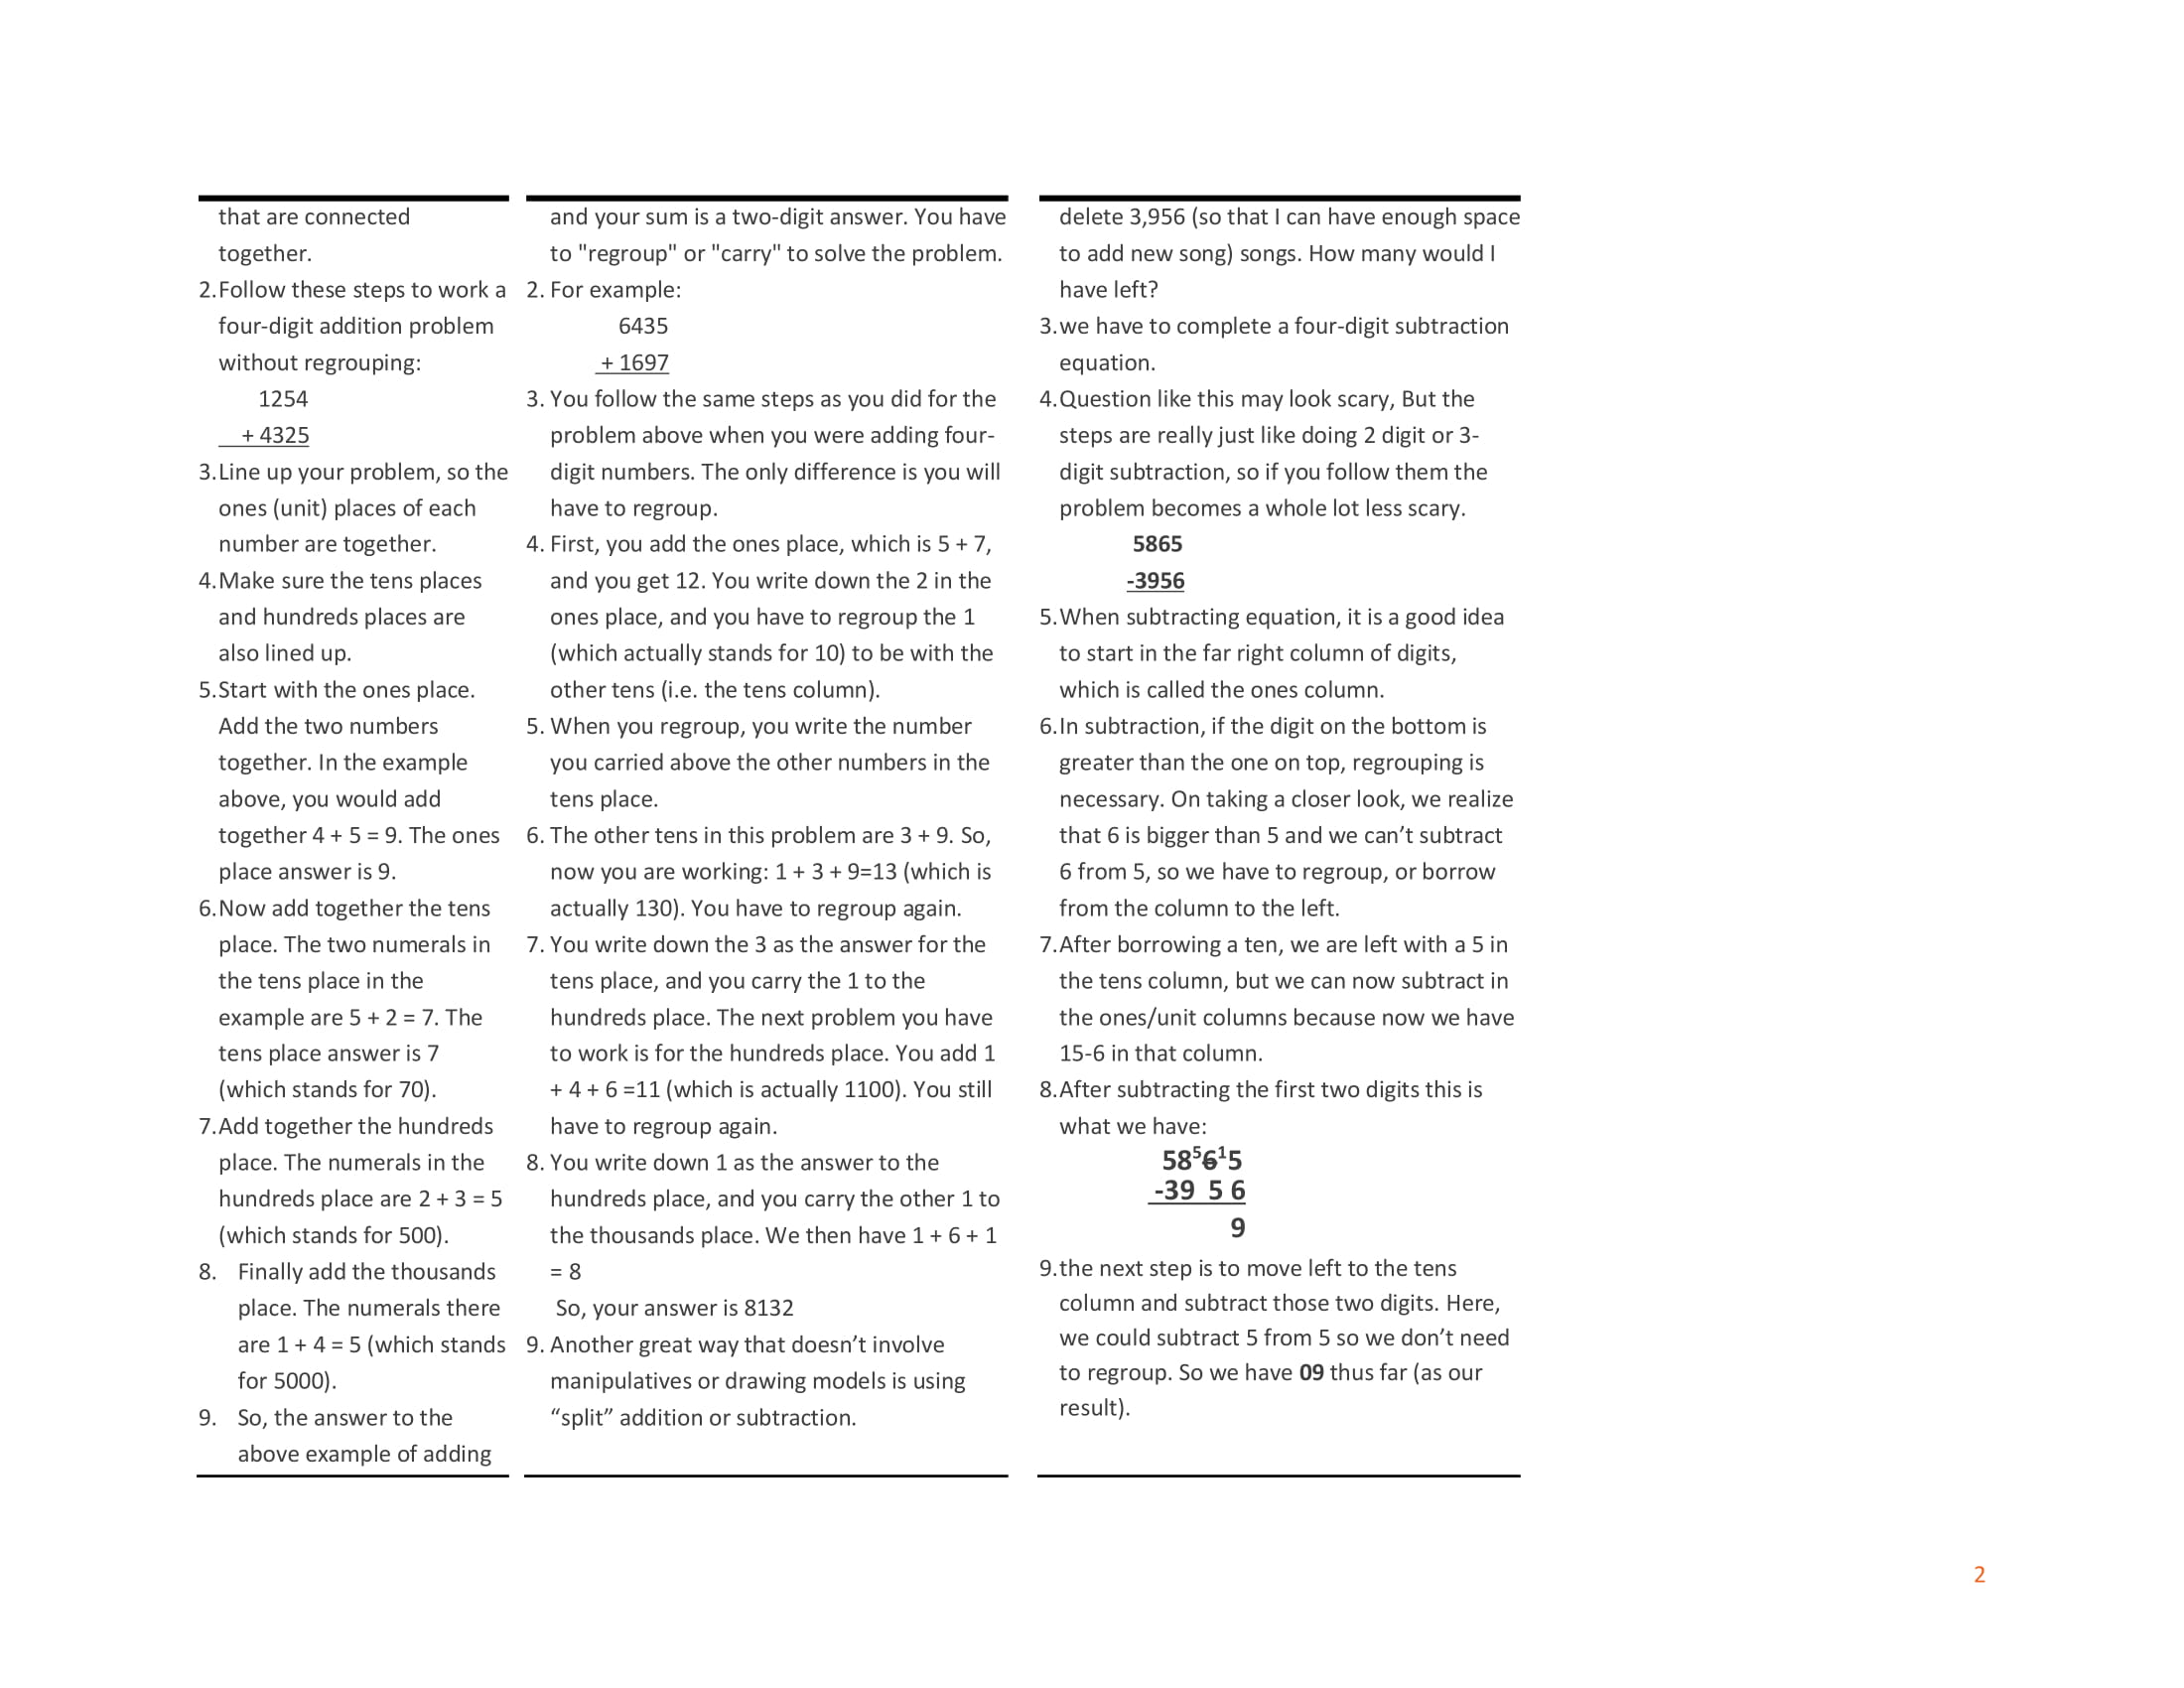 that are connected
together.
2.Follow these steps to work a
four-digit addition problem
without regrouping:
1254
+ 4325
3.Line up your problem, so the
ones (unit) places of each
number are together.
4.Make sure the tens places
and hundreds places are
also lined up.
5.Start with the ones place.
Add the two numbers
together. In the example
above, you would add
together 4 + 5 = 9. The ones
place answer is 9.
6.Now add together the tens
place. The two numerals in
the tens place in the
example are 5 + 2 = 7. The
tens place answer is 7
(which stands for 70).
7.Add together the hundreds
place. The numerals in the
hundreds place are 2 + 3 = 5
(which stands for 500).
8. Finally add the thousands
place. The numerals there
are 1 + 4 = 5 (which stands
for 5000).
9. So, the answer to the
above example of adding
and your sum is a two-digit answer. You have
to "regroup" or "carry" to solve the problem.
2. For example:
6435
+ 1697
3. You follow the same steps as you did for the
problem above when you were adding four-
digit numbers. The only difference is you will
have to regroup.
4. First, you add the ones place, which is 5 + 7,
and you get 12. You write down the 2 in the
ones place, and you have to regroup the 1
(which actually stands for 10) to be with the
other tens (i.e. the tens column).
5. When you regroup, you write the number
you carried above the other numbers in the
tens place.
6. The other tens in this problem are 3 + 9. So,
now you are working: 1 + 3 + 9=13 (which is
actually 130). You have to regroup again.
7. You write down the 3 as the answer for the
tens place, and you carry the 1 to the
hundreds place. The next problem you have
to work is for the hundreds place. You add 1
+ 4 + 6 =11 (which is actually 1100). You still
have to regroup again.
8. You write down 1 as the answer to the
hundreds place, and you carry the other 1 to
the thousands place. We then have 1 + 6 + 1
= 8
So, your answer is 8132
9. Another great way that doesn’t involve
manipulatives or drawing models is using
“split” addition or subtraction.
delete 3,956 (so that I can have enough space
to add new song) songs. How many would I
have left?
3.we have to complete a four-digit subtraction
equation.
4.Question like this may look scary, But the
steps are really just like doing 2 digit or 3-
digit subtraction, so if you follow them the
problem becomes a whole lot less scary.
5865
-3956
5.When subtracting equation, it is a good idea
to start in the far right column of digits,
which is called the ones column.
6.In subtraction, if the digit on the bottom is
greater than the one on top, regrouping is
necessary. On taking a closer look, we realize
that 6 is bigger than 5 and we can’t subtract
6 from 5, so we have to regroup, or borrow
from the column to the left.
7.After borrowing a ten, we are left with a 5 in
the tens column, but we can now subtract in
the ones/unit columns because now we have
15-6 in that column.
8.After subtracting the first two digits this is
what we have:
58⁵6¹5
-39 5 6
9
9.the next step is to move left to the tens
column and subtract those two digits. Here,
we could subtract 5 from 5 so we don’t need
to regroup. So we have 09 thus far (as our
result).
2